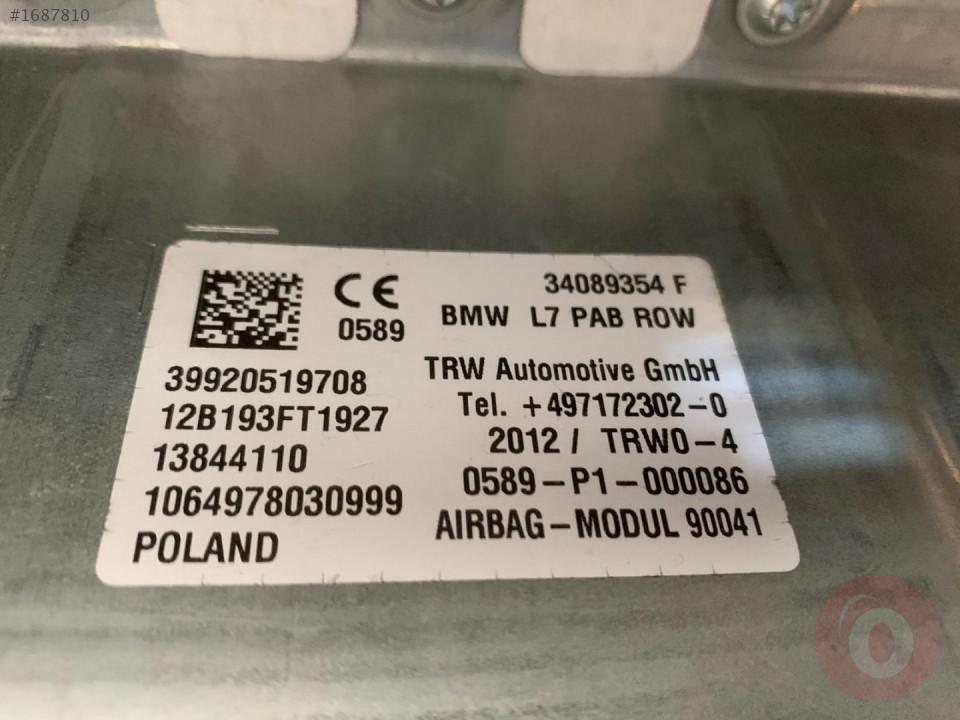 #1687810
CE
0589
34089354 F
BMW L7 PAB ROW
39920519708
12B193FT1927
13844110
1064978030999
POLAND
TRW Automotive GmbH
Tel. +497172302-0
2012 / TRW0-4
0589-P1-000086
AIRBAG-MODUL 90041
O